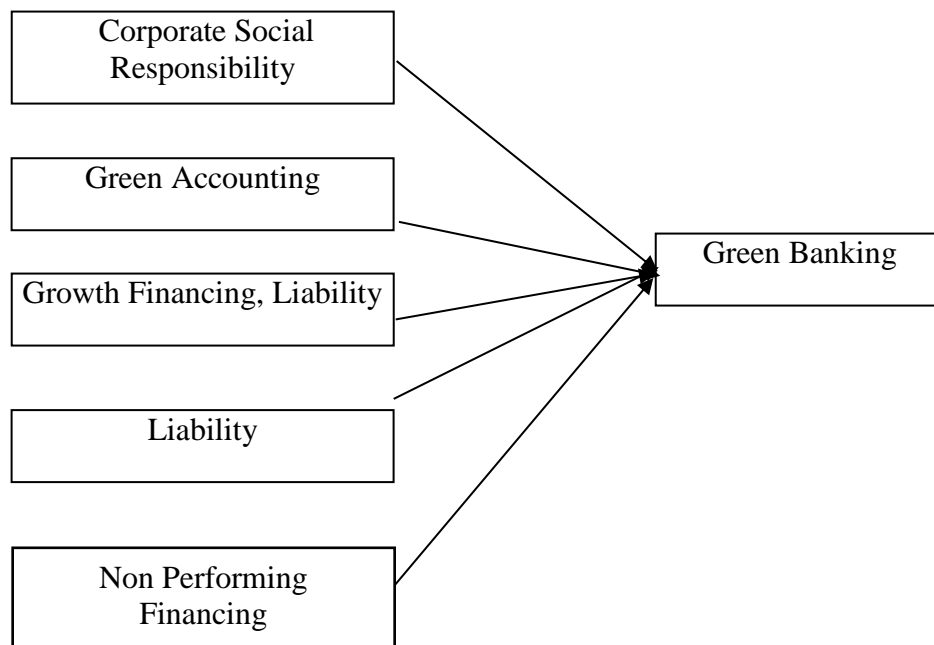 Corporate Social
Responsibility
Green Accounting
Green Banking
Growth Financing, Liability
Liability
Non Performing
Financing